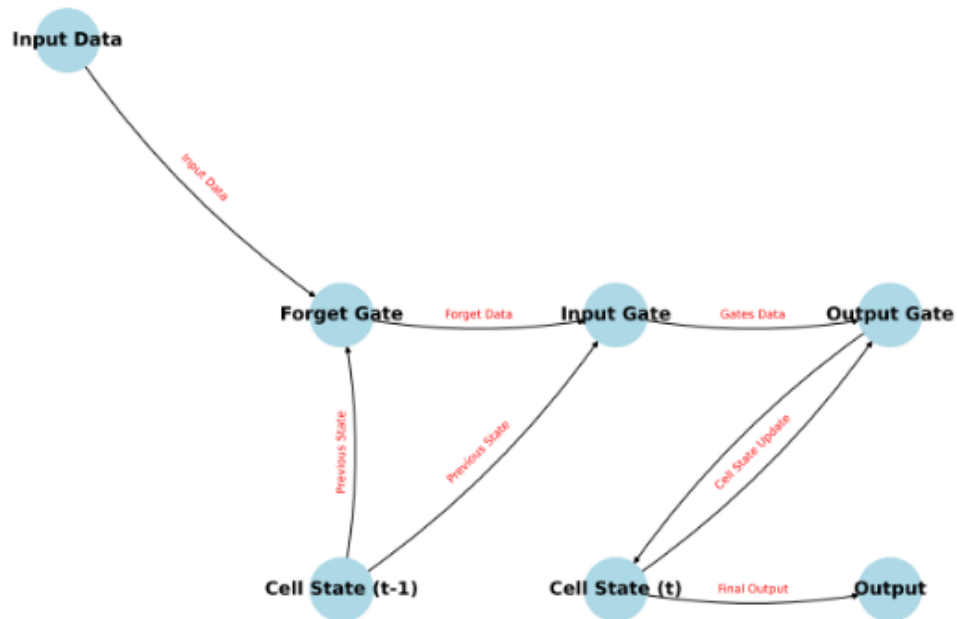 Input Data
Input Data
Forget Gate
Forget Data
Input Gate
Gates Data
Output Gate
Previous State
Previous State
Cell State Update
Cell State (t-1)
Cell State (t)
Final Output
Output